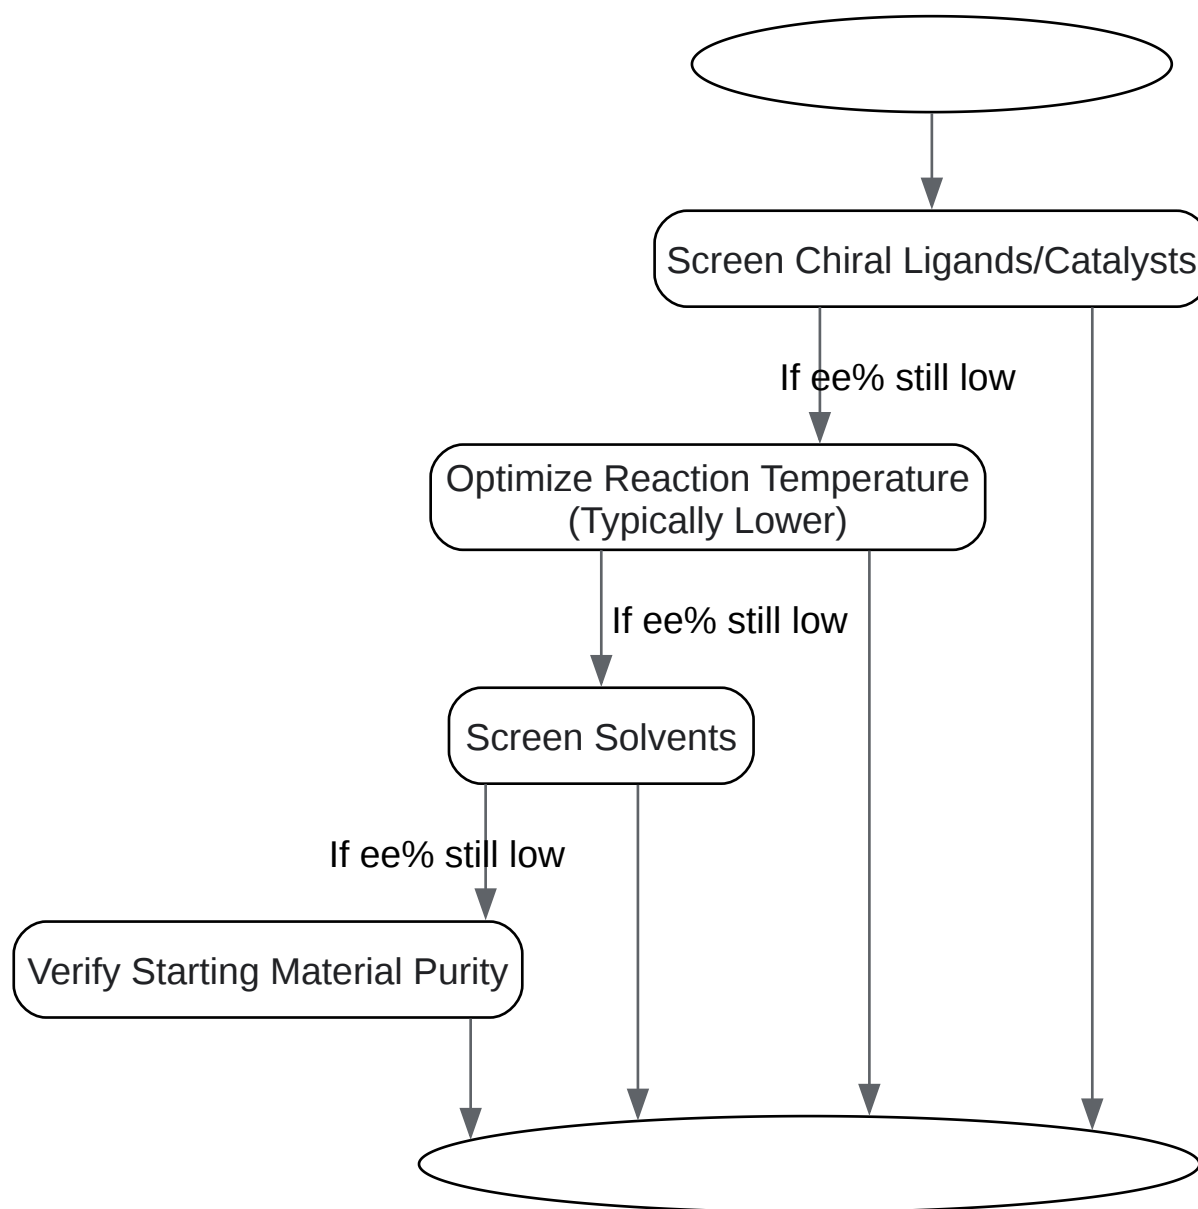 Screen Chiral Ligands/Catalysts
If ee% still low
Optimize Reaction Temperature
(Typically Lower)
If ee% still low
Screen Solvents
If ee% still low
Verify Starting Material Purity